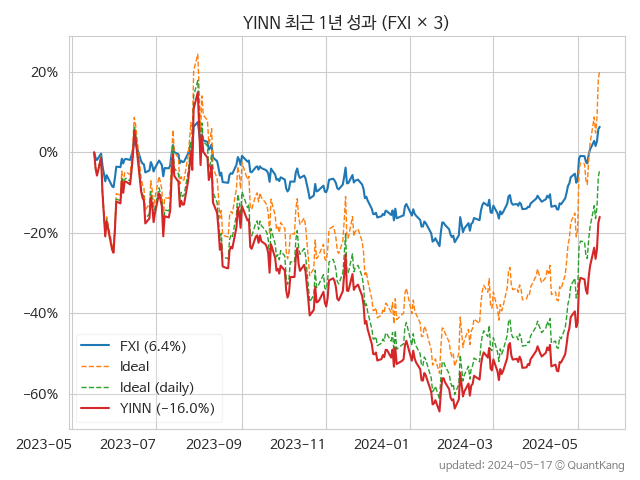 YINN 최근 1년 성과 (FXI × 3)
20%
0%
−20%
−40%
−60%
FXI (6.4%)
Ideal
Ideal (daily)
YINN (−16.0%)
2023-05 2023-07 2023-09 2023-11 2024-01 2024-03 2024-05
updated: 2024-05-17 © QuantKang